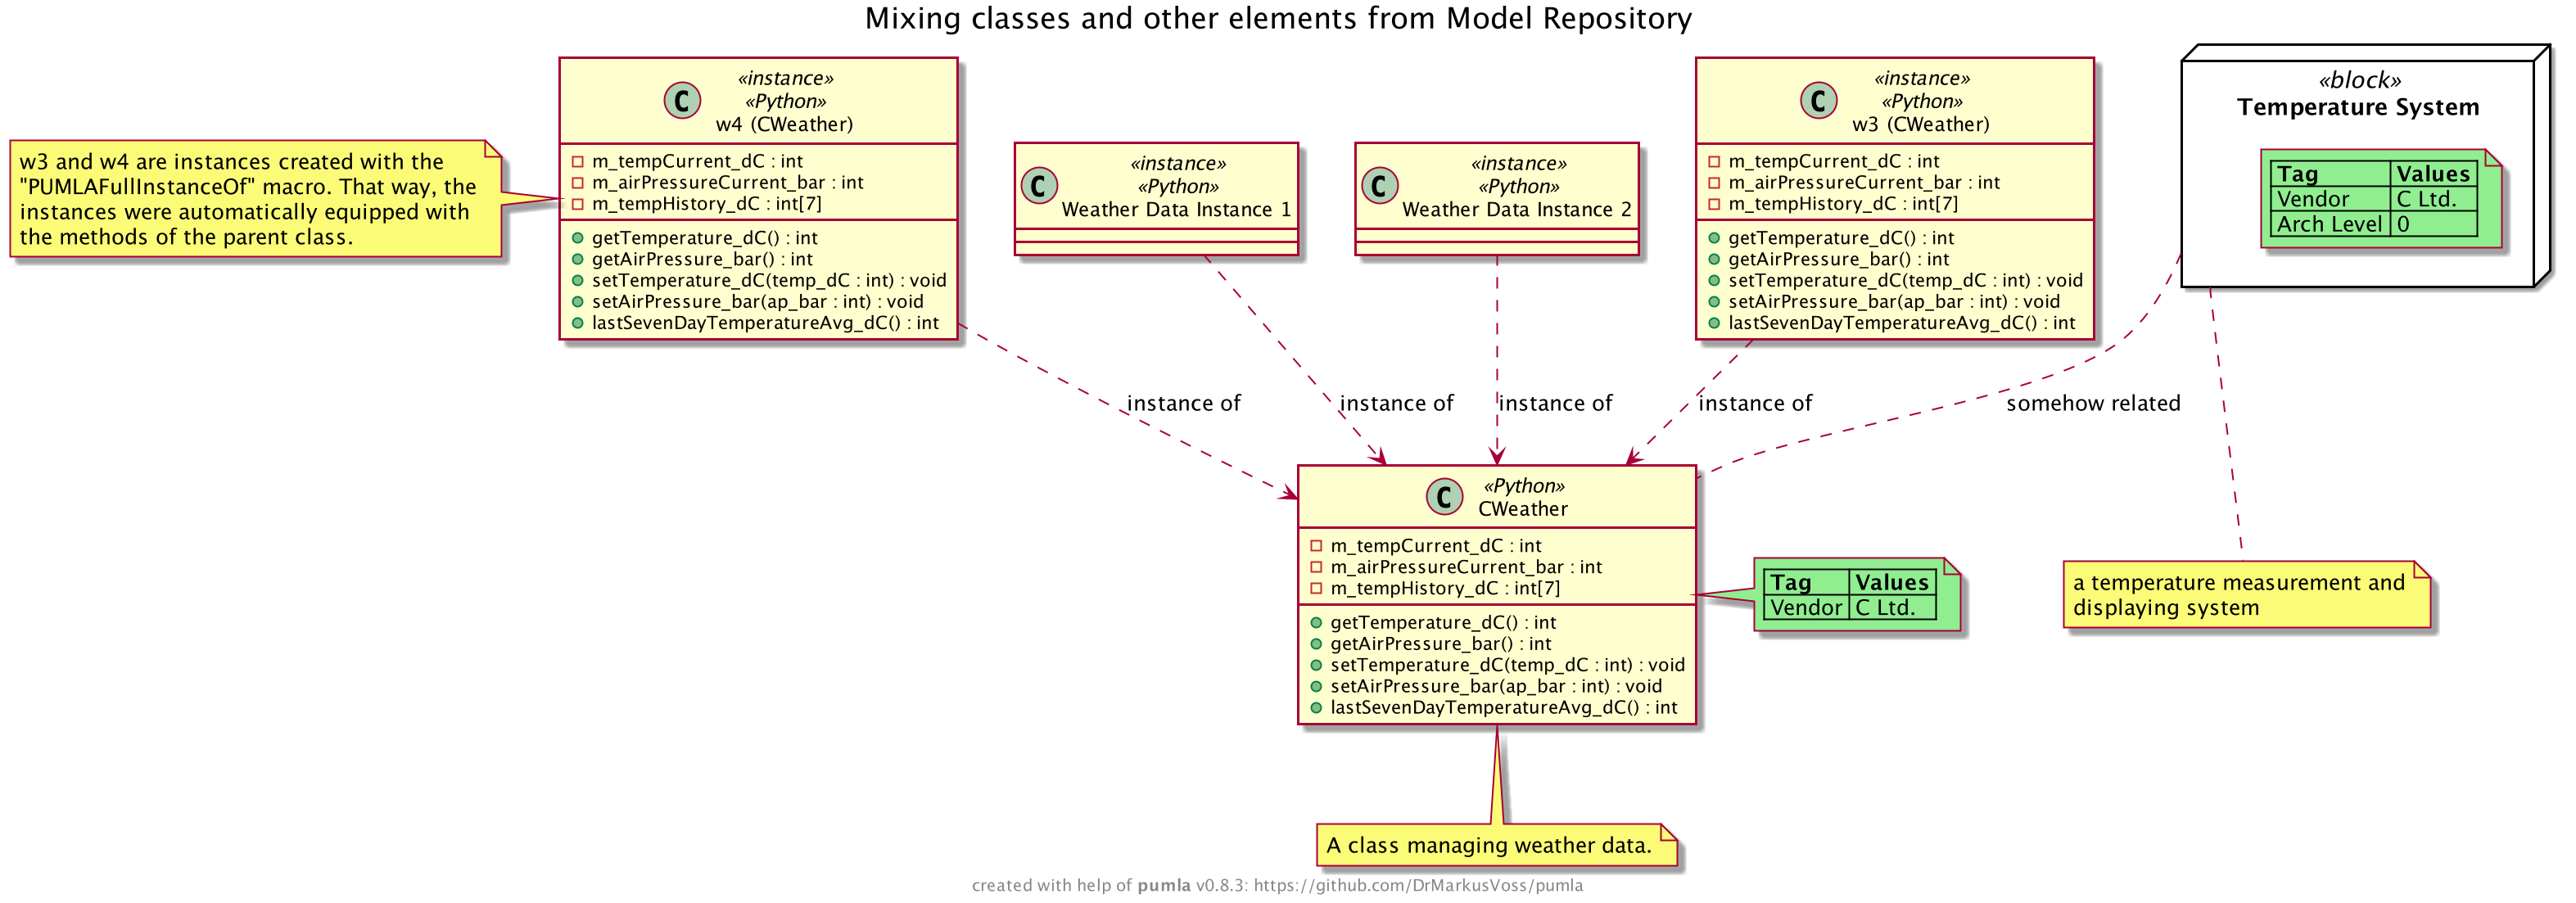 Mixing classes and other elements from Model Repository
w3 and w4 are instances created with the
"PUMLAFullInstanceOf" macro. That way, the
instances were automatically equipped with
the methods of the parent class.
C
«instance»
«Python»
w4 (CWeather)
m_tempCurrent_dC : int
m_airPressureCurrent_bar : int
m_tempHistory_dC : int[7]
getTemperature_dC() : int
getAirPressure_bar() : int
setTemperature_dC(temp_dC : int) : void
setAirPressure_bar(ap_bar : int) : void
lastSevenDayTemperatureAvg_dC() : int
C
«instance»
«Python»
Weather Data Instance 1
C
«instance»
«Python»
Weather Data Instance 2
C
«instance»
«Python»
w3 (CWeather)
m_tempCurrent_dC : int
m_airPressureCurrent_bar : int
m_tempHistory_dC : int[7]
getTemperature_dC() : int
getAirPressure_bar() : int
setTemperature_dC(temp_dC : int) : void
setAirPressure_bar(ap_bar : int) : void
lastSevenDayTemperatureAvg_dC() : int
«block»
Temperature System
Tag Values
Vendor C Ltd.
Arch Level 0
instance of
instance of
instance of
instance of
somehow related
C
«Python»
CWeather
m_tempCurrent_dC : int
m_airPressureCurrent_bar : int
m_tempHistory_dC : int[7]
getTemperature_dC() : int
getAirPressure_bar() : int
setTemperature_dC(temp_dC : int) : void
setAirPressure_bar(ap_bar : int) : void
lastSevenDayTemperatureAvg_dC() : int
Tag Values
Vendor C Ltd.
a temperature measurement and
displaying system
A class managing weather data.
created with help of pumla v0.8.3: https://github.com/DrMarkusVoss/pumla